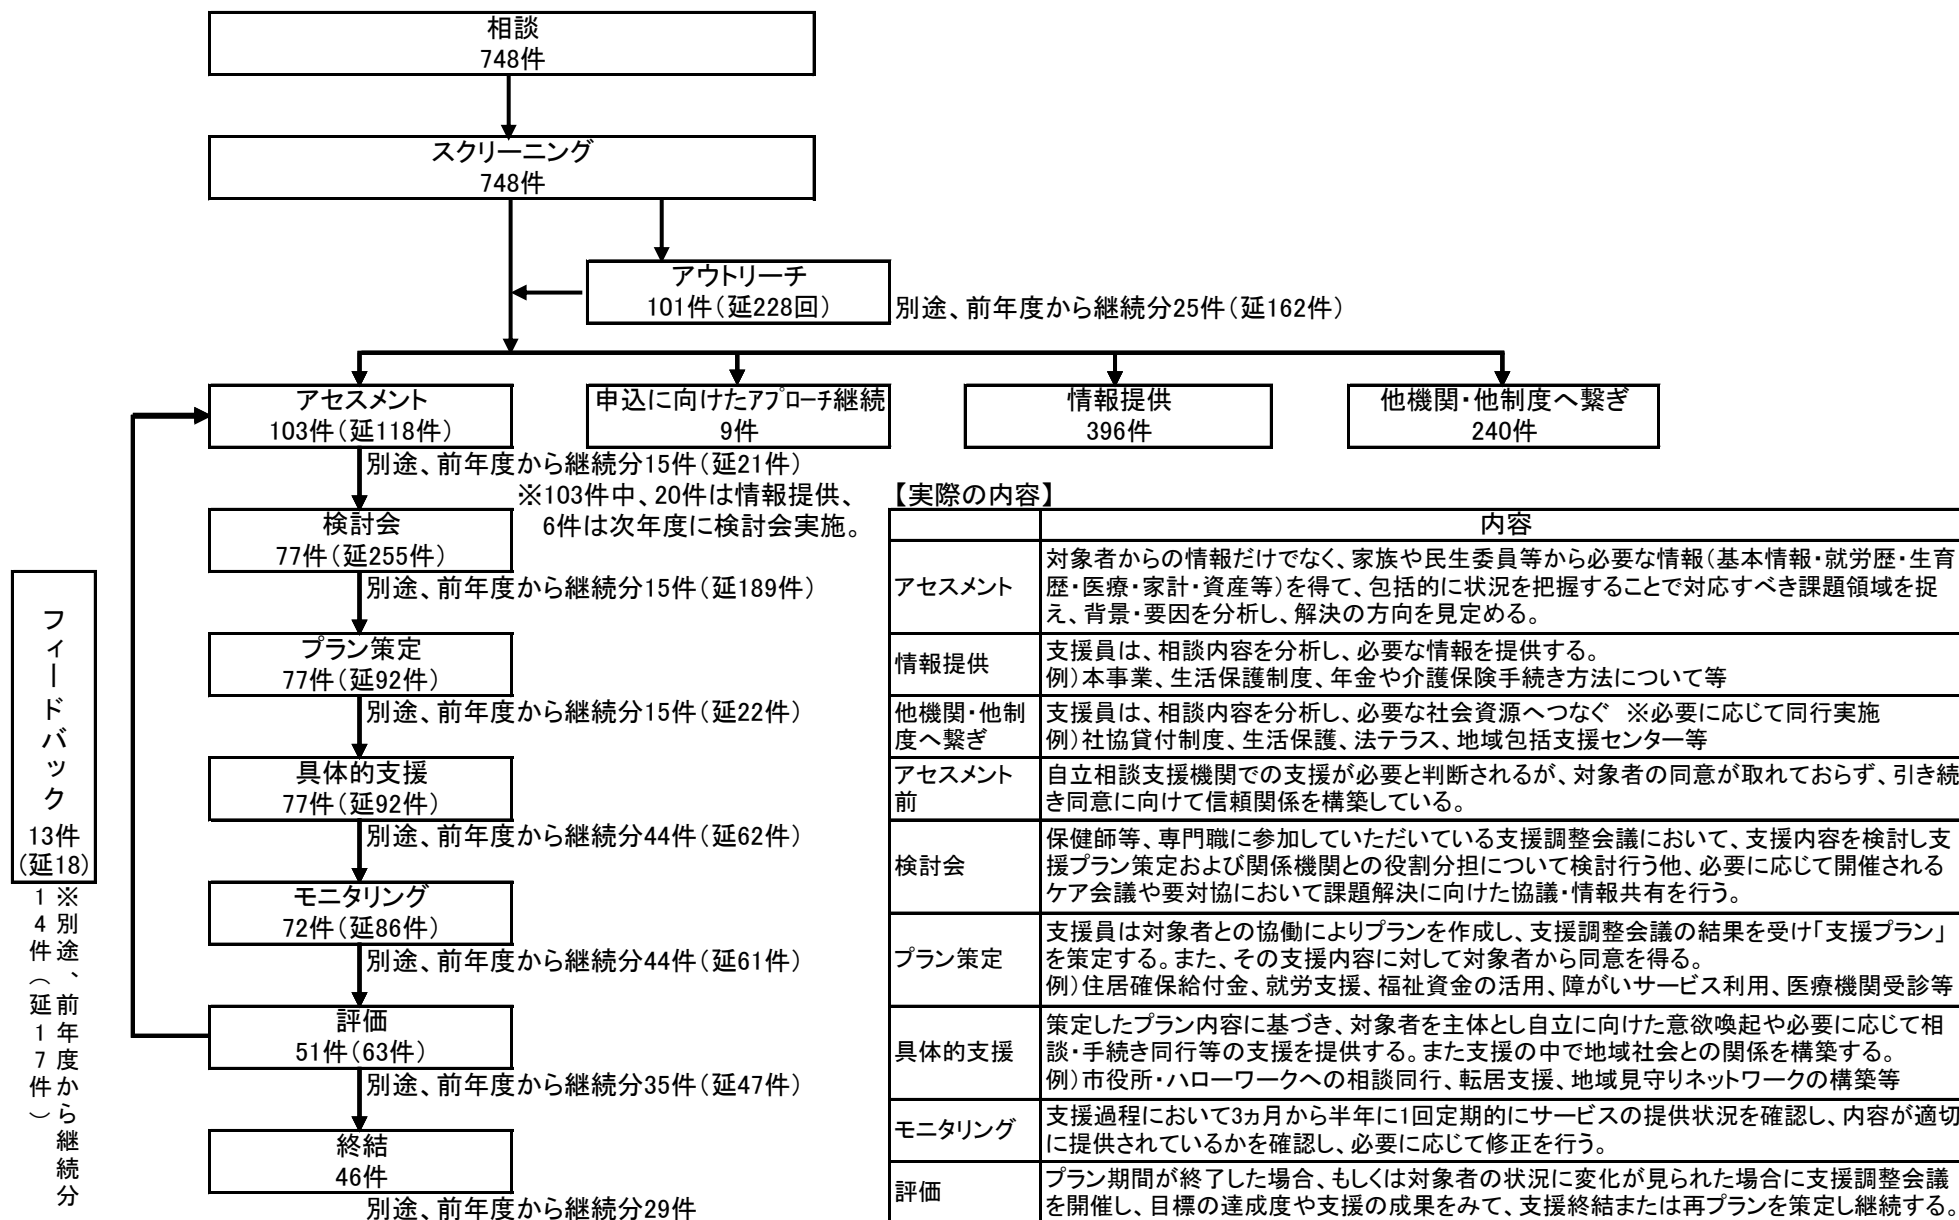 相談
748件
スクリーニング
748件
アウトリーチ
101件（延228回）
別途、前年度から継続分25件（延162件）
アセスメント
103件（延118件）
申込に向けたアプローチ継続
9件
情報提供
396件
他機関・他制度へ繋ぎ
240件
別途、前年度から継続分15件（延21件）
※103件中、20件は情報提供、
6件は次年度に検討会実施。
検討会
77件（延255件）
別途、前年度から継続分15件（延189件）
プラン策定
77件（延92件）
別途、前年度から継続分15件（延22件）
具体的支援
77件（延92件）
別途、前年度から継続分44件（延62件）
モニタリング
72件（延86件）
別途、前年度から継続分44件（延61件）
評価
51件（63件）
別途、前年度から継続分35件（延47件）
終結
46件
別途、前年度から継続分29件
フィードバック
13件
（延18）
※別途、前年度から継続分
14件（延17件）
【実際の内容】
内容
アセスメント
対象者からの情報だけでなく、家族や民生委員等から必要な情報（基本情報・就労歴・生育
歴・医療・家計・資産等）を得て、包括的に状況を把握することで対応すべき課題領域を捉
え、背景・要因を分析し、解決の方向を見定める。
情報提供
支援員は、相談内容を分析し、必要な情報を提供する。
例）本事業、生活保護制度、年金や介護保険手続き方法について等
他機関・他制
度へ繋ぎ
支援員は、相談内容を分析し、必要な社会資源へつなぐ　※必要に応じて同行実施
例）社協貸付制度、生活保護、法テラス、地域包括支援センター等
アセスメント
前
自立相談支援機関での支援が必要と判断されるが、対象者の同意が取れておらず、引き続
き同意に向けて信頼関係を構築している。
検討会
保健師等、専門職に参加していただいている支援調整会議において、支援内容を検討し支
援プラン策定および関係機関との役割分担について検討行う他、必要に応じて開催される
ケア会議や要対協において課題解決に向けた協議・情報共有を行う。
プラン策定
支援員は対象者との協働によりプランを作成し、支援調整会議の結果を受け「支援プラン」
を策定する。また、その支援内容に対して対象者から同意を得る。
例）住居確保給付金、就労支援、福祉資金の活用、障がいサービス利用、医療機関受診等
具体的支援
策定したプラン内容に基づき、対象者を主体とし自立に向けた意欲喚起や必要に応じて相
談・手続き同行等の支援を提供する。また支援の中で地域社会との関係を構築する。
例）市役所・ハローワークへの相談同行、転居支援、地域見守りネットワークの構築等
モニタリング
支援過程において3ヵ月から半年に1回定期的にサービスの提供状況を確認し、内容が適切
に提供されているかを確認し、必要に応じて修正を行う。
評価
プラン期間が終了した場合、もしくは対象者の状況に変化が見られた場合に支援調整会議
を開催し、目標の達成度や支援の成果をみて、支援終結または再プランを策定し継続する。